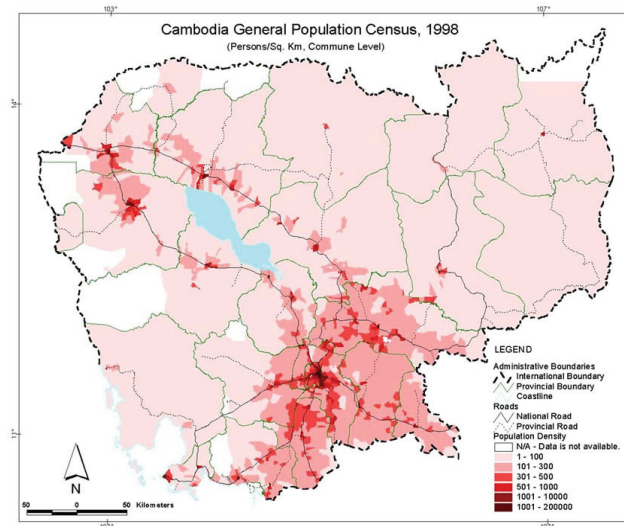 103°
107°
Cambodia General Population Census, 1998
(Persons/Sq. Km, Commune Level)
LEGEND
Administrative Boundaries
International Boundary
Provincial Boundary
Coastline
Roads
National Road
Provincial Road
Population Density
N/A - Data is not available.
1 - 100
101 - 300
301 - 500
501 - 1000
1001 - 10000
1001 - 200000
N
50 0 50 Kilometers